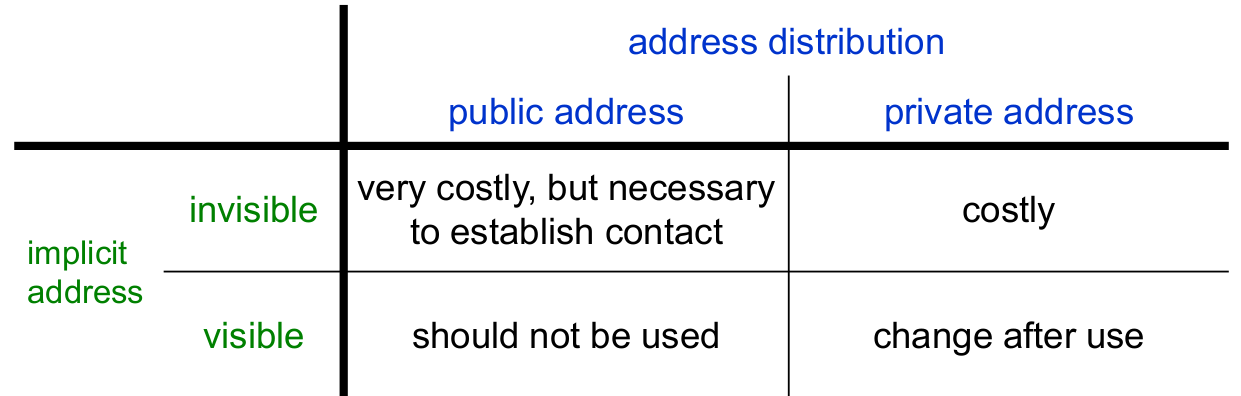 address distribution
public address
private address
invisible
very costly, but necessary
to establish contact
costly
implicit
address
visible
should not be used
change after use